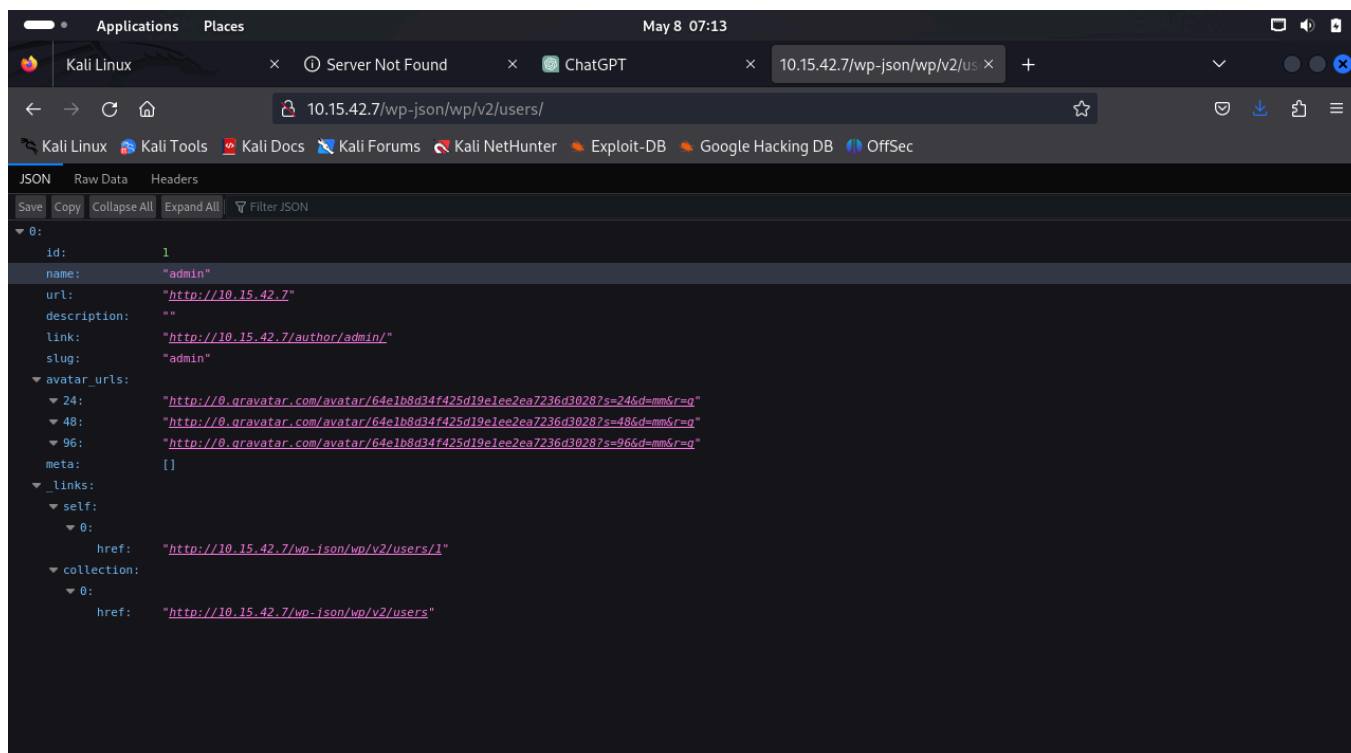 Applications Places May 8 07:13
Kali Linux × Server Not Found × ChatGPT × 10.15.42.7/wp-json/wp/v2/us × +
10.15.42.7/wp-json/wp/v2/users/
Kali Linux Kali Tools Kali Docs Kali Forums Kali NetHunter Exploit-DB Google Hacking DB OffSec
JSON Raw Data Headers
Save Copy Collapse All Expand All Filter JSON
0:
id: 1
name: "admin"
url: "http://10.15.42.7"
description: ""
link: "http://10.15.42.7/author/admin/"
slug: "admin"
avatar_urls:
24: "http://0.gravatar.com/avatar/64e1b8d34f425d19e1ee2ea7236d3028?s=24&d=mm&r=g"
48: "http://0.gravatar.com/avatar/64e1b8d34f425d19e1ee2ea7236d3028?s=48&d=mm&r=g"
96: "http://0.gravatar.com/avatar/64e1b8d34f425d19e1ee2ea7236d3028?s=96&d=mm&r=g"
meta: []
_links:
self:
0:
href: "http://10.15.42.7/wp-json/wp/v2/users/1"
collection:
0:
href: "http://10.15.42.7/wp-json/wp/v2/users"